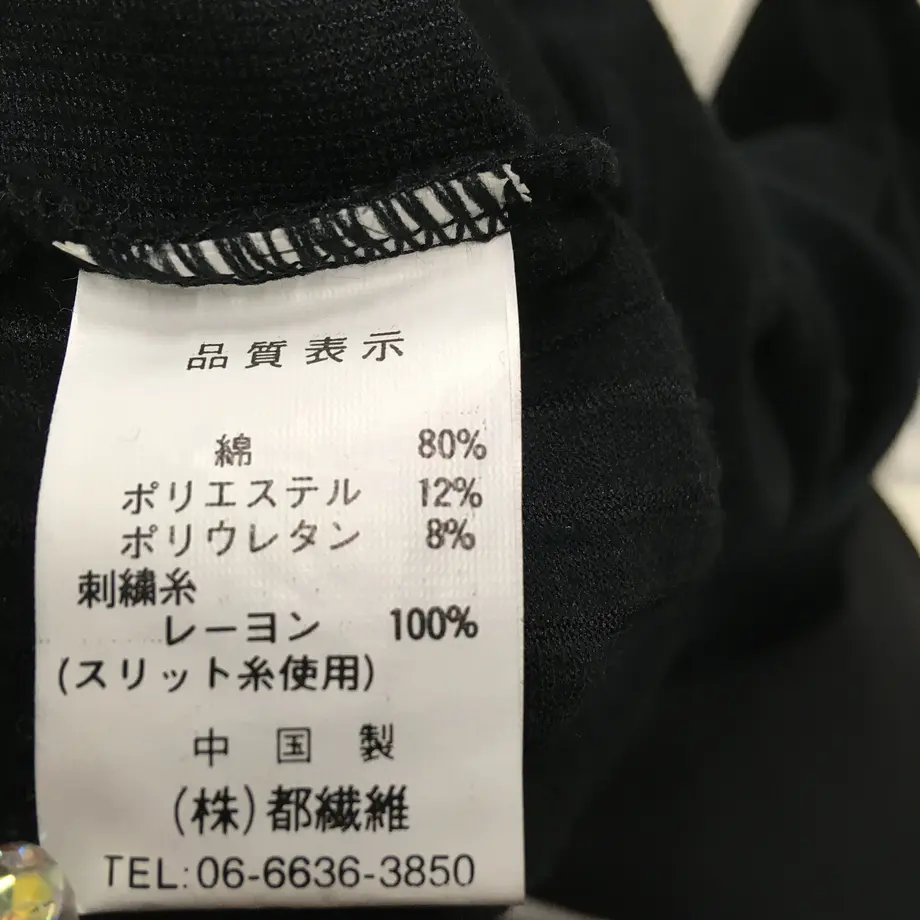 品質表示
綿 80%
ポリエステル 12%
ポリウレタン 8%
刺繍糸
レーヨン 100%
(スリット糸使用)
中国製
(株)都繊維
TEL:06-6636-3850